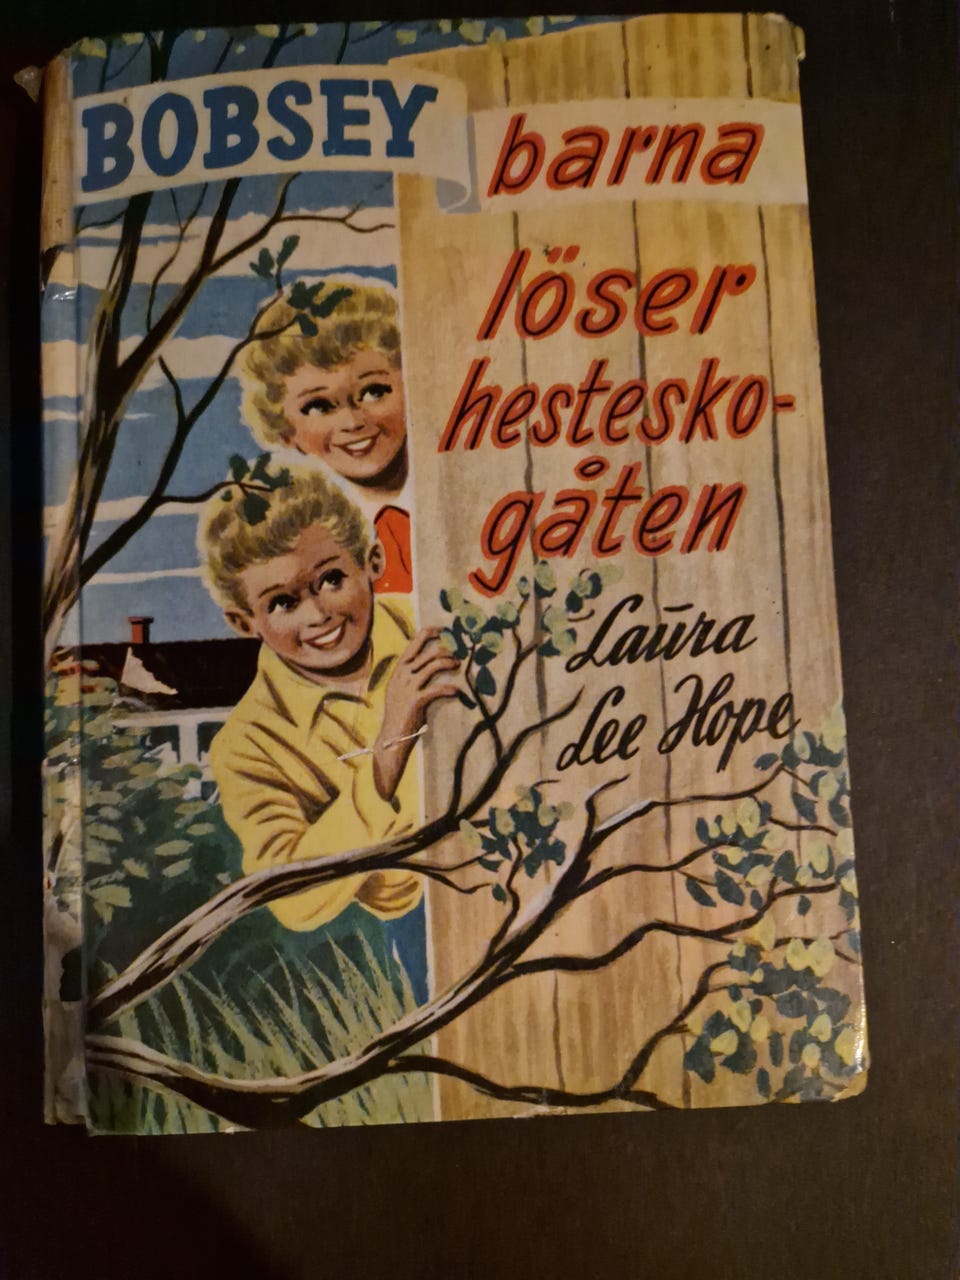 BOBSEY
barna
löser
hestesko-
gåten
Laura
Lee Hope